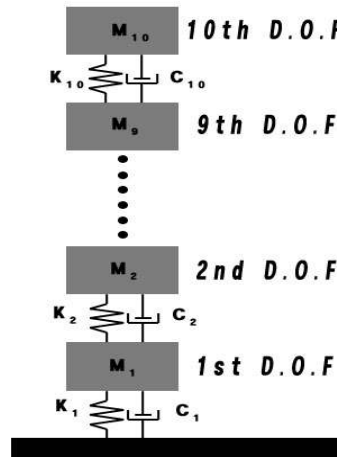 M₁₀ 10th D.O.F
K₁₀ C₁₀
M₉ 9th D.O.F
M₂ 2nd D.O.F
K₂ C₂
M₁ 1st D.O.F
K₁ C₁